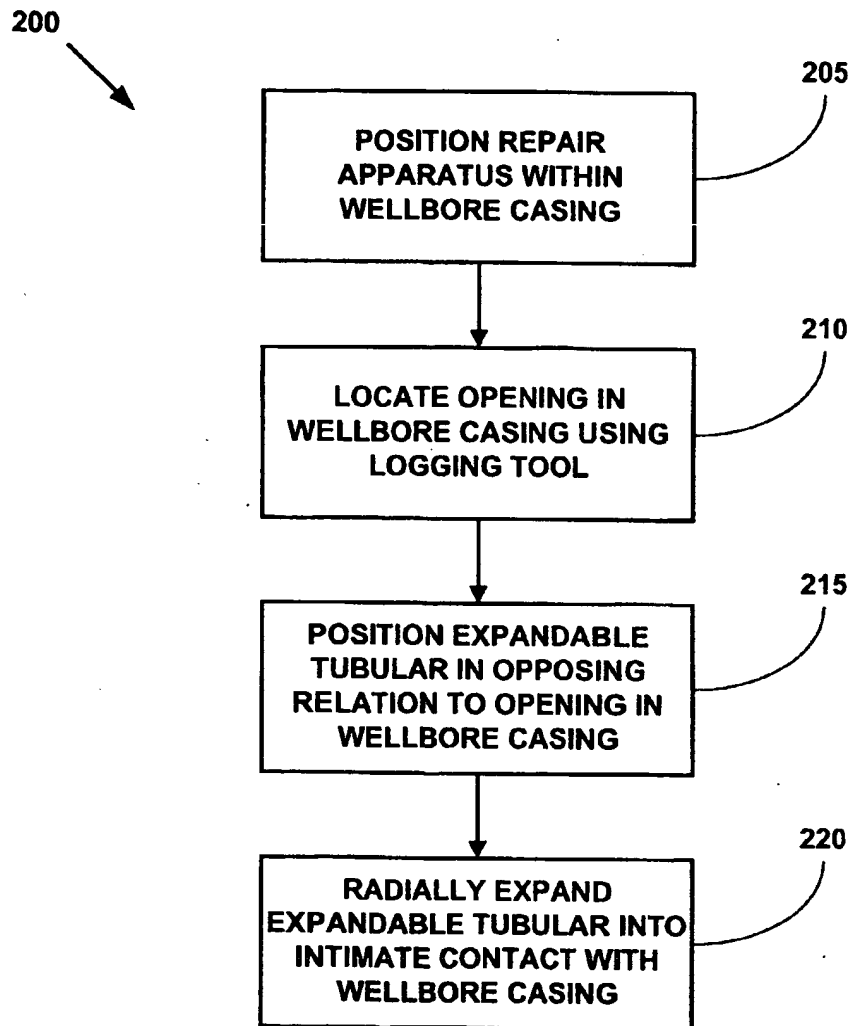 200
205
POSITION REPAIR
APPARATUS WITHIN
WELLBORE CASING
210
LOCATE OPENING IN
WELLBORE CASING USING
LOGGING TOOL
215
POSITION EXPANDABLE
TUBULAR IN OPPOSING
RELATION TO OPENING IN
WELLBORE CASING
220
RADIALLY EXPAND
EXPANDABLE TUBULAR INTO
INTIMATE CONTACT WITH
WELLBORE CASING